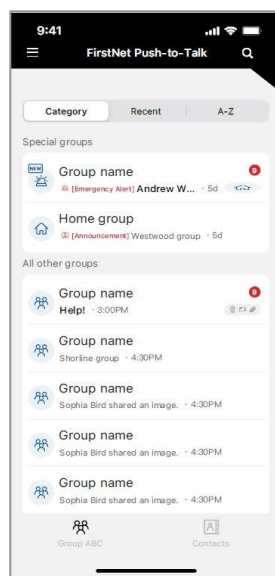 9:41
FirstNet Push-to-Talk
Category Recent A-Z
Special groups
NEW
Group name 9
[Emergency Alert] Andrew W... · 5d
Home group
[Announcement] Westwood group · 5d
All other groups
Group name 9
Help! · 3:00PM
Group name
Shorline group · 4:30PM
Group name
Sophia Bird shared an image. · 4:30PM
Group name
Sophia Bird shared an image. · 4:30PM
Group name
Sophia Bird shared an image. · 4:30PM
Group ABC Contacts